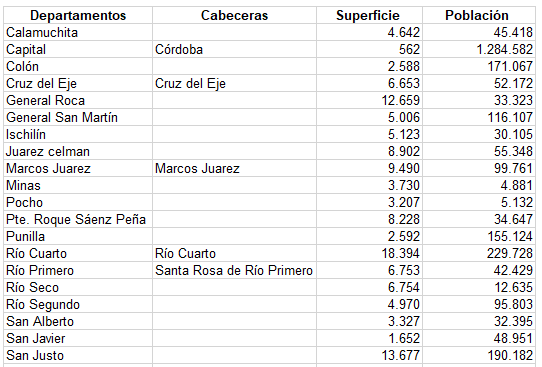 Departamentos Cabeceras Superficie Población
Calamuchita 4.642 45.418
Capital Córdoba 562 1.284.582
Colón 2.588 171.067
Cruz del Eje Cruz del Eje 6.653 52.172
General Roca 12.659 33.323
General San Martín 5.006 116.107
Ischilín 5.123 30.105
Juarez celman 8.902 55.348
Marcos Juarez Marcos Juarez 9.490 99.761
Minas 3.730 4.881
Pocho 3.207 5.132
Pte. Roque Sáenz Peña 8.228 34.647
Punilla 2.592 155.124
Río Cuarto Río Cuarto 18.394 229.728
Río Primero Santa Rosa de Río Primero 6.753 42.429
Río Seco 6.754 12.635
Río Segundo 4.970 95.803
San Alberto 3.327 32.395
San Javier 1.652 48.951
San Justo 13.677 190.182